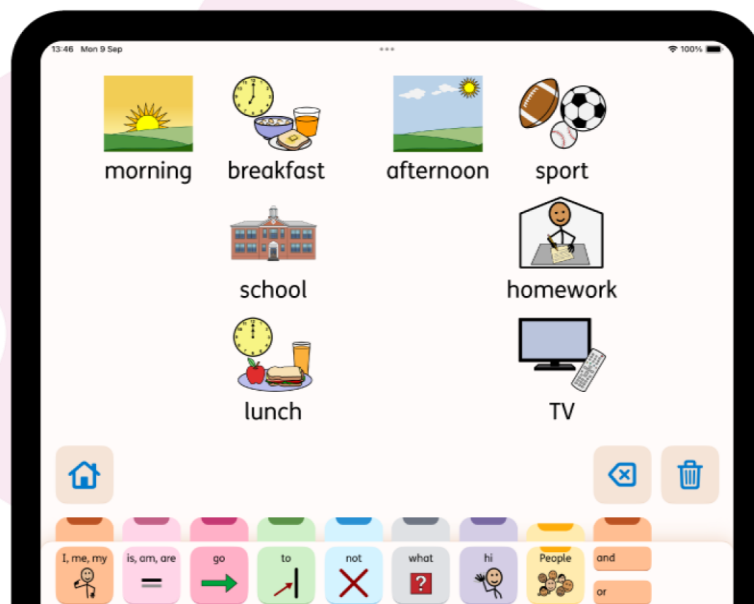 13:46 Mon 9 Sep 100%
morning breakfast afternoon sport
school homework
lunch TV
I, me, my is, am, are go to not what hi People and
or